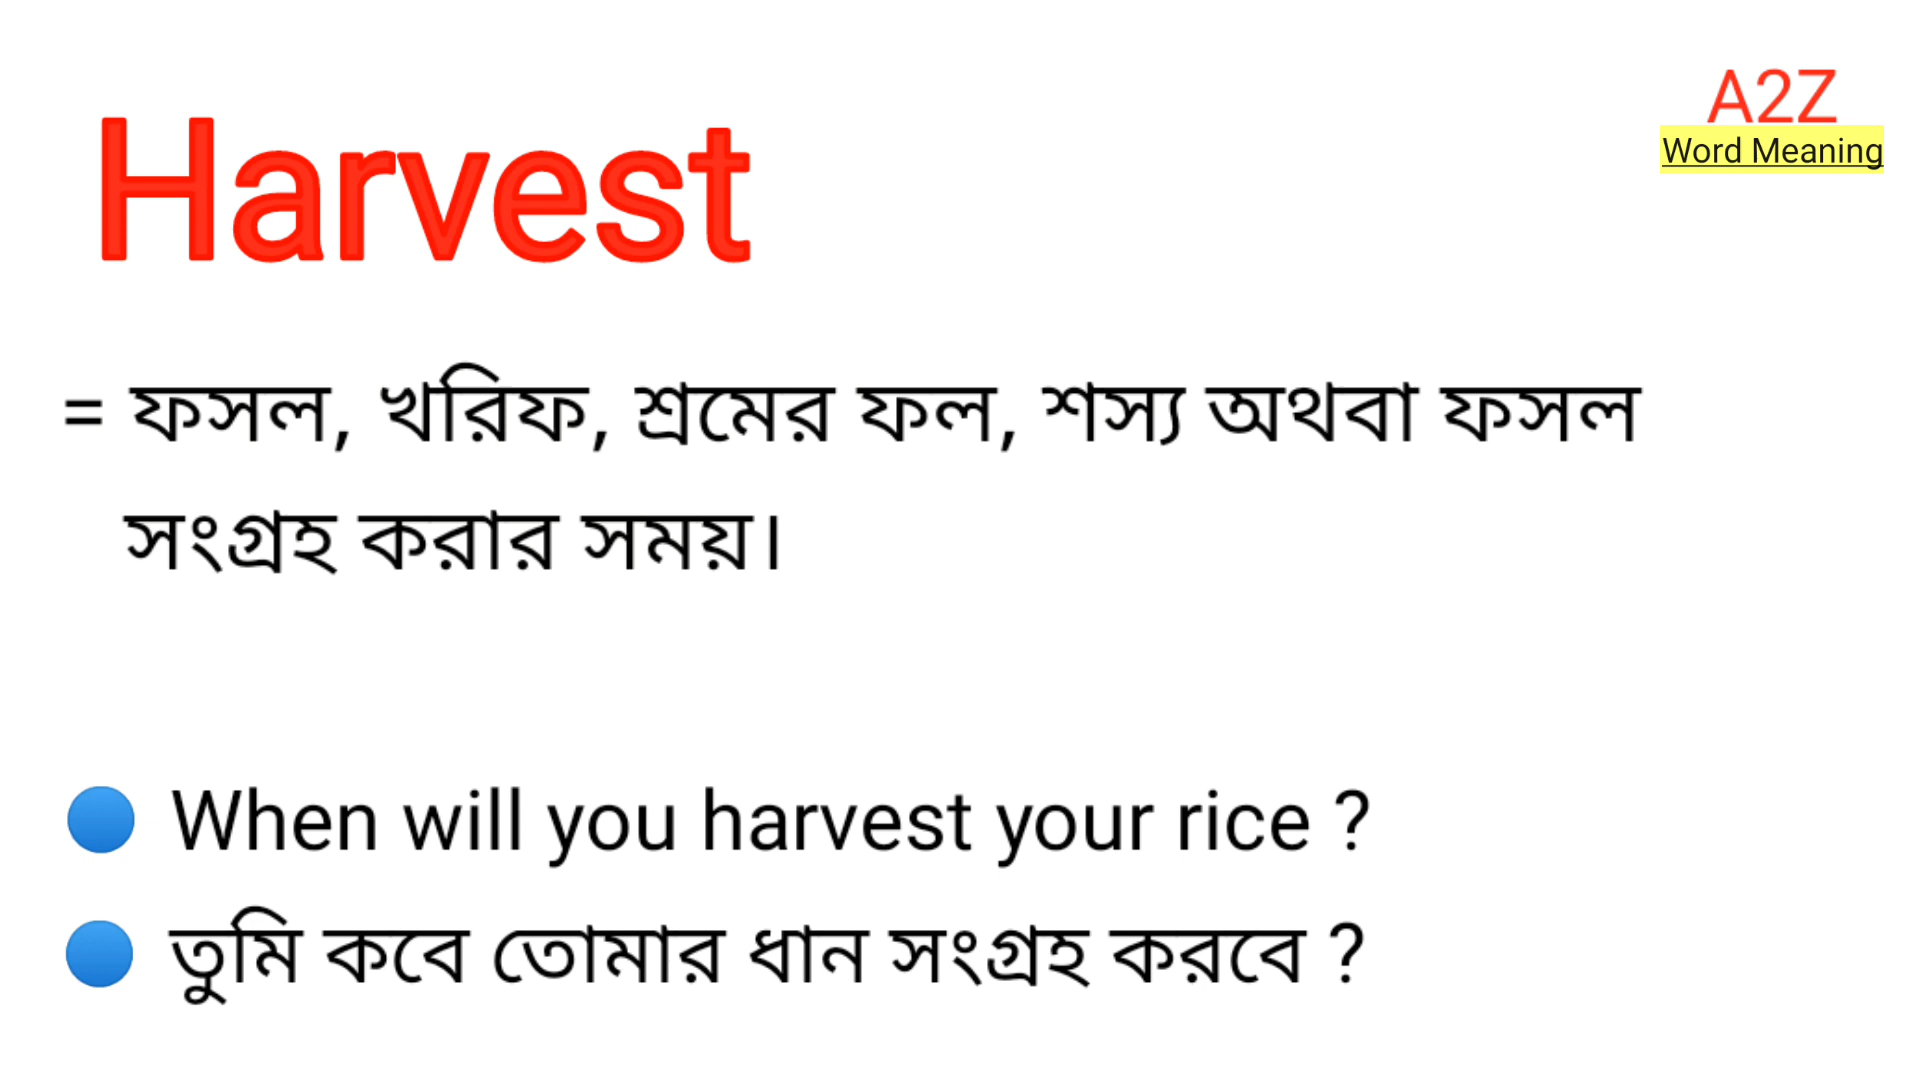 A2Z
Word Meaning
Harvest
= ফসল, খরিফ, শ্রমের ফল, শস্য অথবা ফসল
সংগ্রহ করার সময়।
When will you harvest your rice ?
তুমি কবে তোমার ধান সংগ্রহ করবে ?